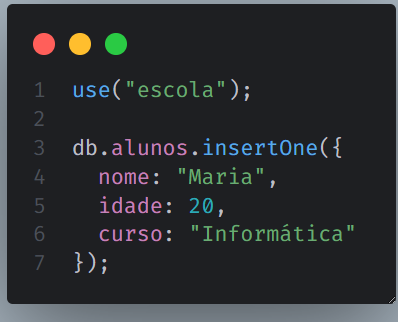 1 use("escola");
2
3 db.alunos.insertOne({
4   nome: "Maria",
5   idade: 20,
6   curso: "Informática"
7 });